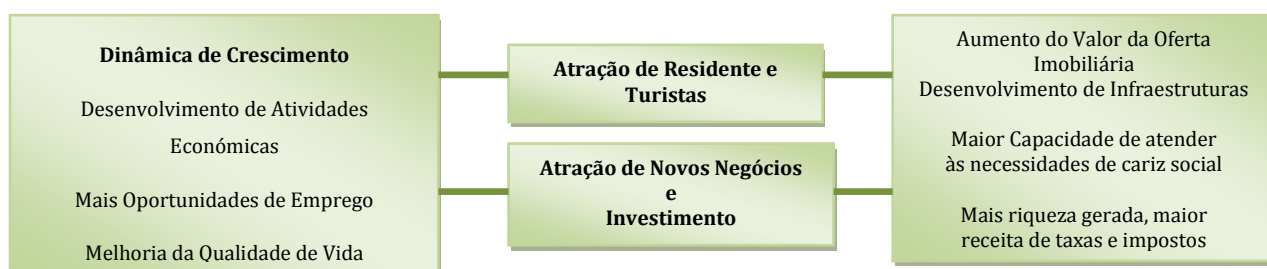 Dinâmica de Crescimento
Desenvolvimento de Atividades
Económicas
Mais Oportunidades de Emprego
Melhoria da Qualidade de Vida
Atração de Residente e
Turistas
Atração de Novos Negócios
e
Investimento
Aumento do Valor da Oferta
Imobiliária
Desenvolvimento de Infraestruturas
Maior Capacidade de atender
às necessidades de cariz social
Mais riqueza gerada, maior
receita de taxas e impostos